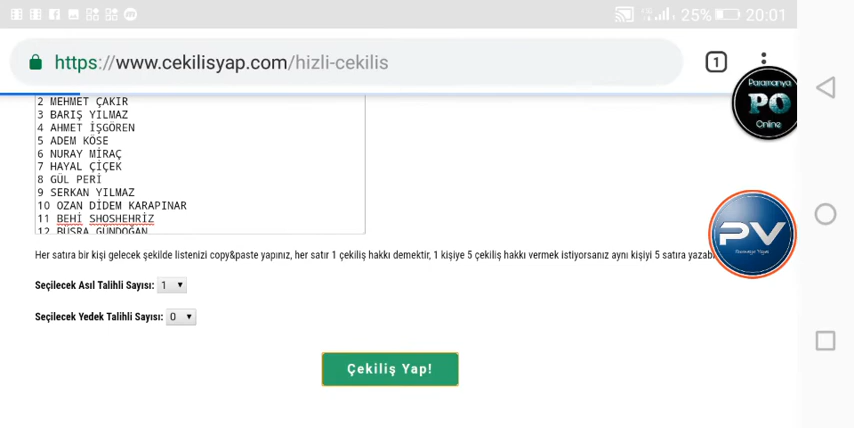 25% 20:01
https://www.cekilisyap.com/hizli-cekilis
1
Paramanya
PO
Online
2 MEHMET ÇAKIR
3 BARIŞ YILMAZ
4 AHMET İŞGÖREN
5 ADEM KÖSE
6 NURAY MİRAÇ
7 HAYAL ÇİÇEK
8 GÜL PERİ
9 SERKAN YILMAZ
10 OZAN DİDEM KARAPINAR
11 BEHİ SHOSHEHRİZ
12 BUSRA GÜNDOĞAN
PV
Her satıra bir kişi gelecek şekilde listenizi copy&paste yapınız, her satır 1 çekiliş hakkı demektir, 1 kişiye 5 çekiliş hakkı vermek istiyorsanız aynı kişiyi 5 satıra yazabi
Seçilecek Asıl Talihli Sayısı: 1
Seçilecek Yedek Talihli Sayısı: 0
Çekiliş Yap!